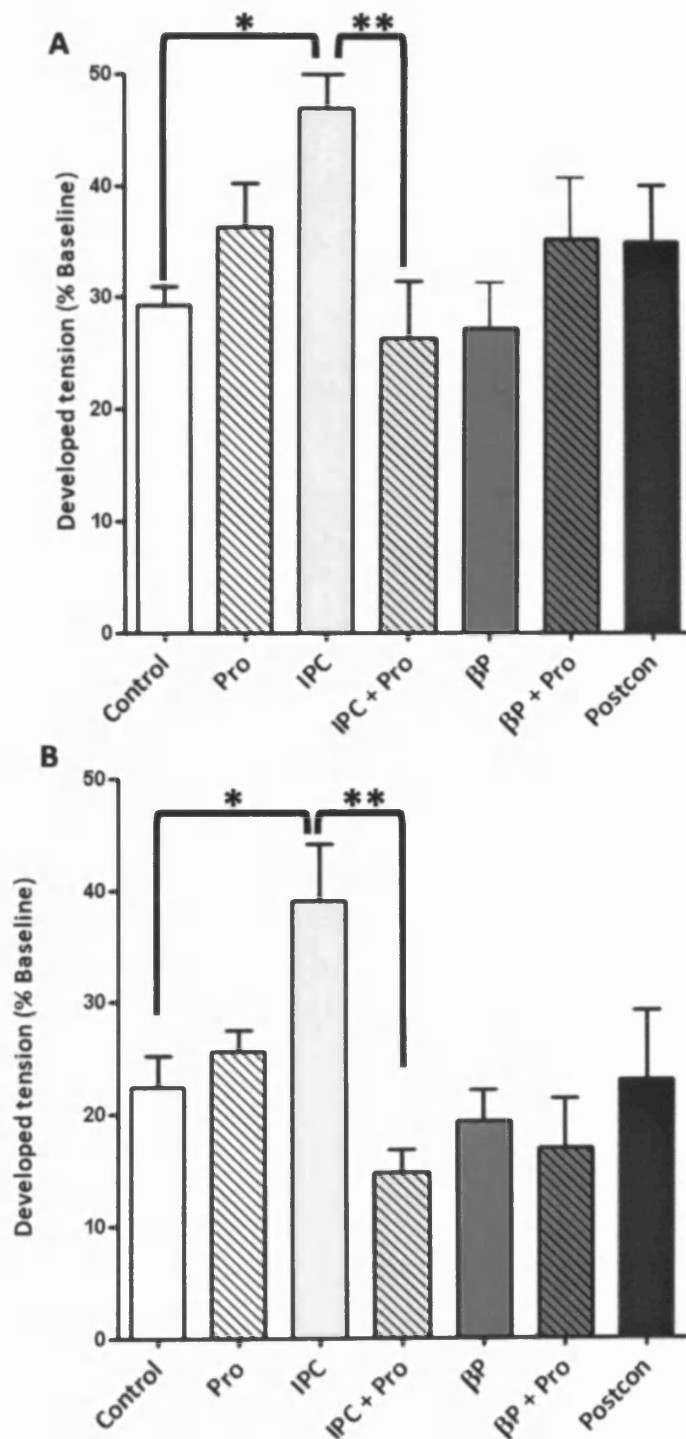 A
* **
Developed tension (% Baseline)
50
40
30
20
10
0
Control
Pro
IPC
IPC + Pro
βP
βP + Pro
Postcon
B
* **
Developed tension (% Baseline)
50
40
30
20
10
0
Control
Pro
IPC
IPC + Pro
βP
βP + Pro
Postcon